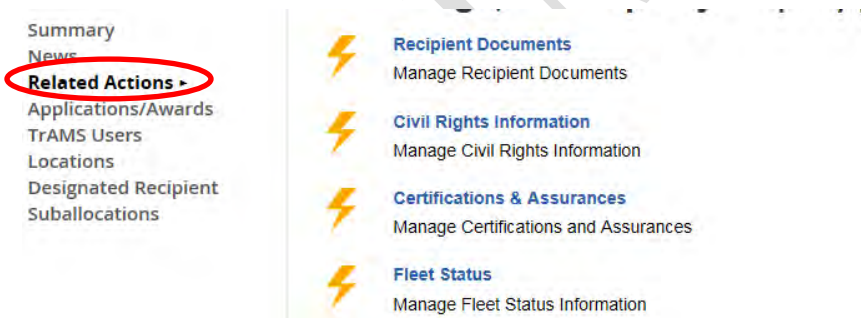 Summary
News
Related Actions ▸
Applications/Awards
TrAMS Users
Locations
Designated Recipient
Suballocations
Recipient Documents
Manage Recipient Documents
Civil Rights Information
Manage Civil Rights Information
Certifications & Assurances
Manage Certifications and Assurances
Fleet Status
Manage Fleet Status Information